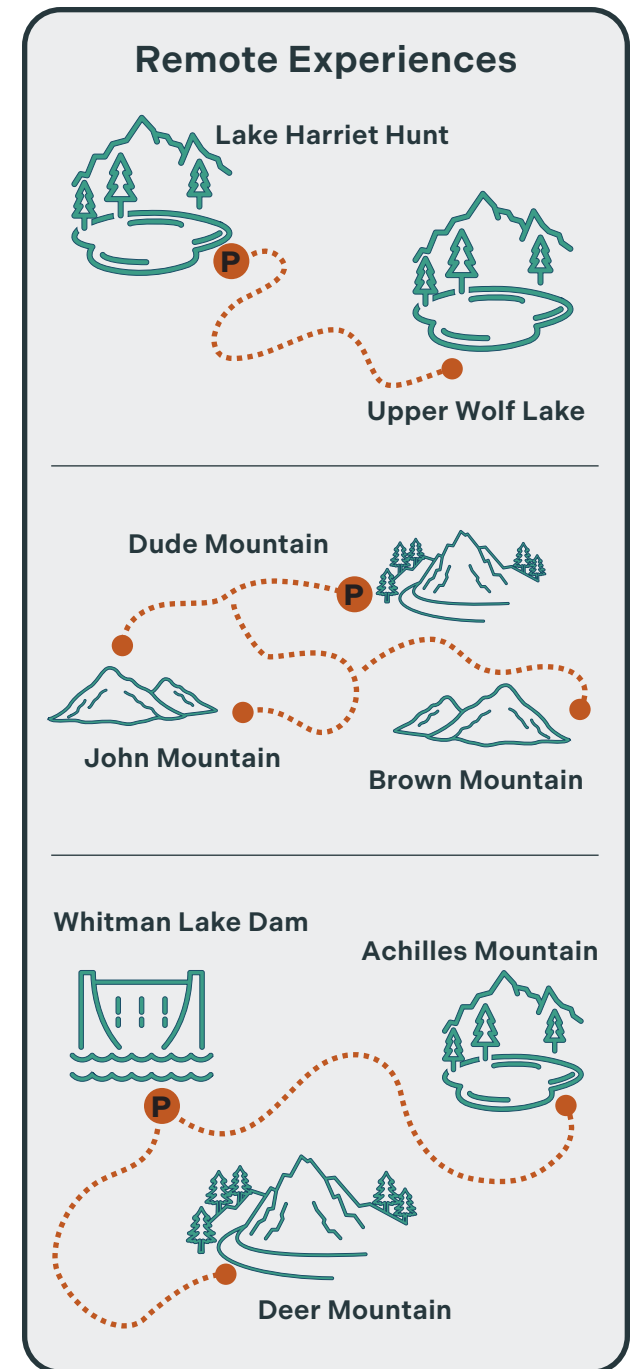 Remote Experiences
Lake Harriet Hunt
P
Upper Wolf Lake
Dude Mountain
P
John Mountain
Brown Mountain
Whitman Lake Dam
Achilles Mountain
P
Deer Mountain